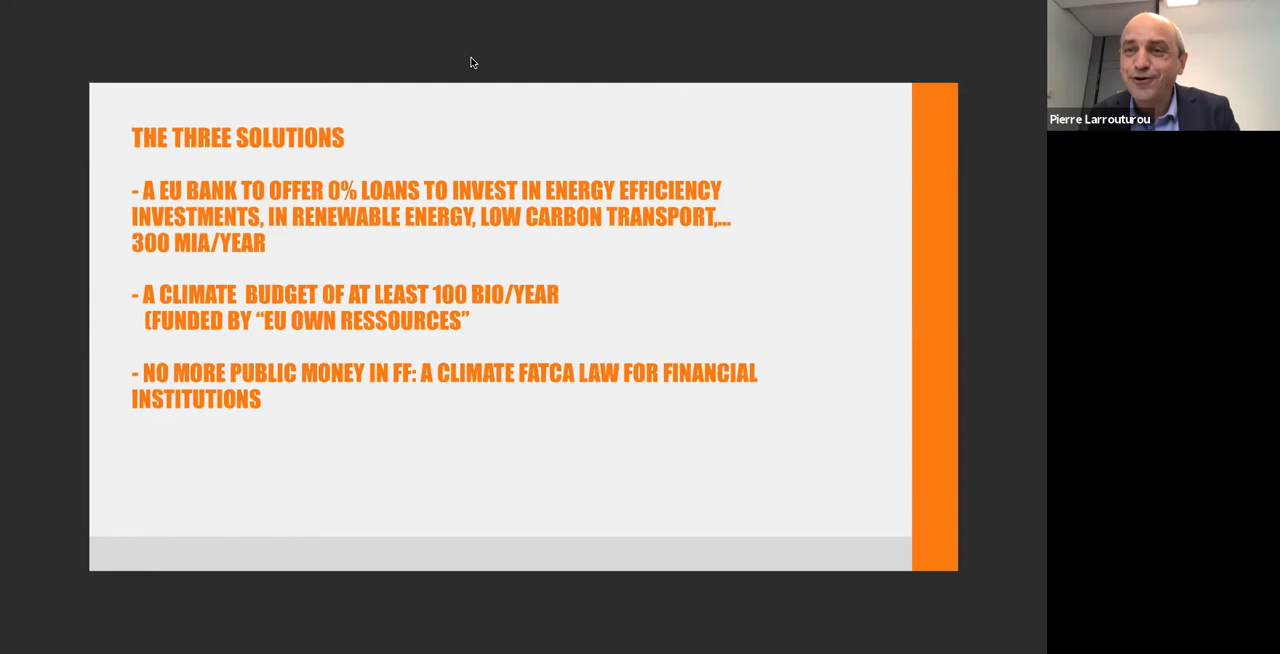 THE THREE SOLUTIONS
- A EU BANK TO OFFER 0% LOANS TO INVEST IN ENERGY EFFICIENCY
INVESTMENTS, IN RENEWABLE ENERGY, LOW CARBON TRANSPORT,...
300 MIA/YEAR
- A CLIMATE  BUDGET OF AT LEAST 100 BIO/YEAR
(FUNDED BY “EU OWN RESSOURCES”
- NO MORE PUBLIC MONEY IN FF: A CLIMATE FATCA LAW FOR FINANCIAL
INSTITUTIONS
Pierre Larrouturou